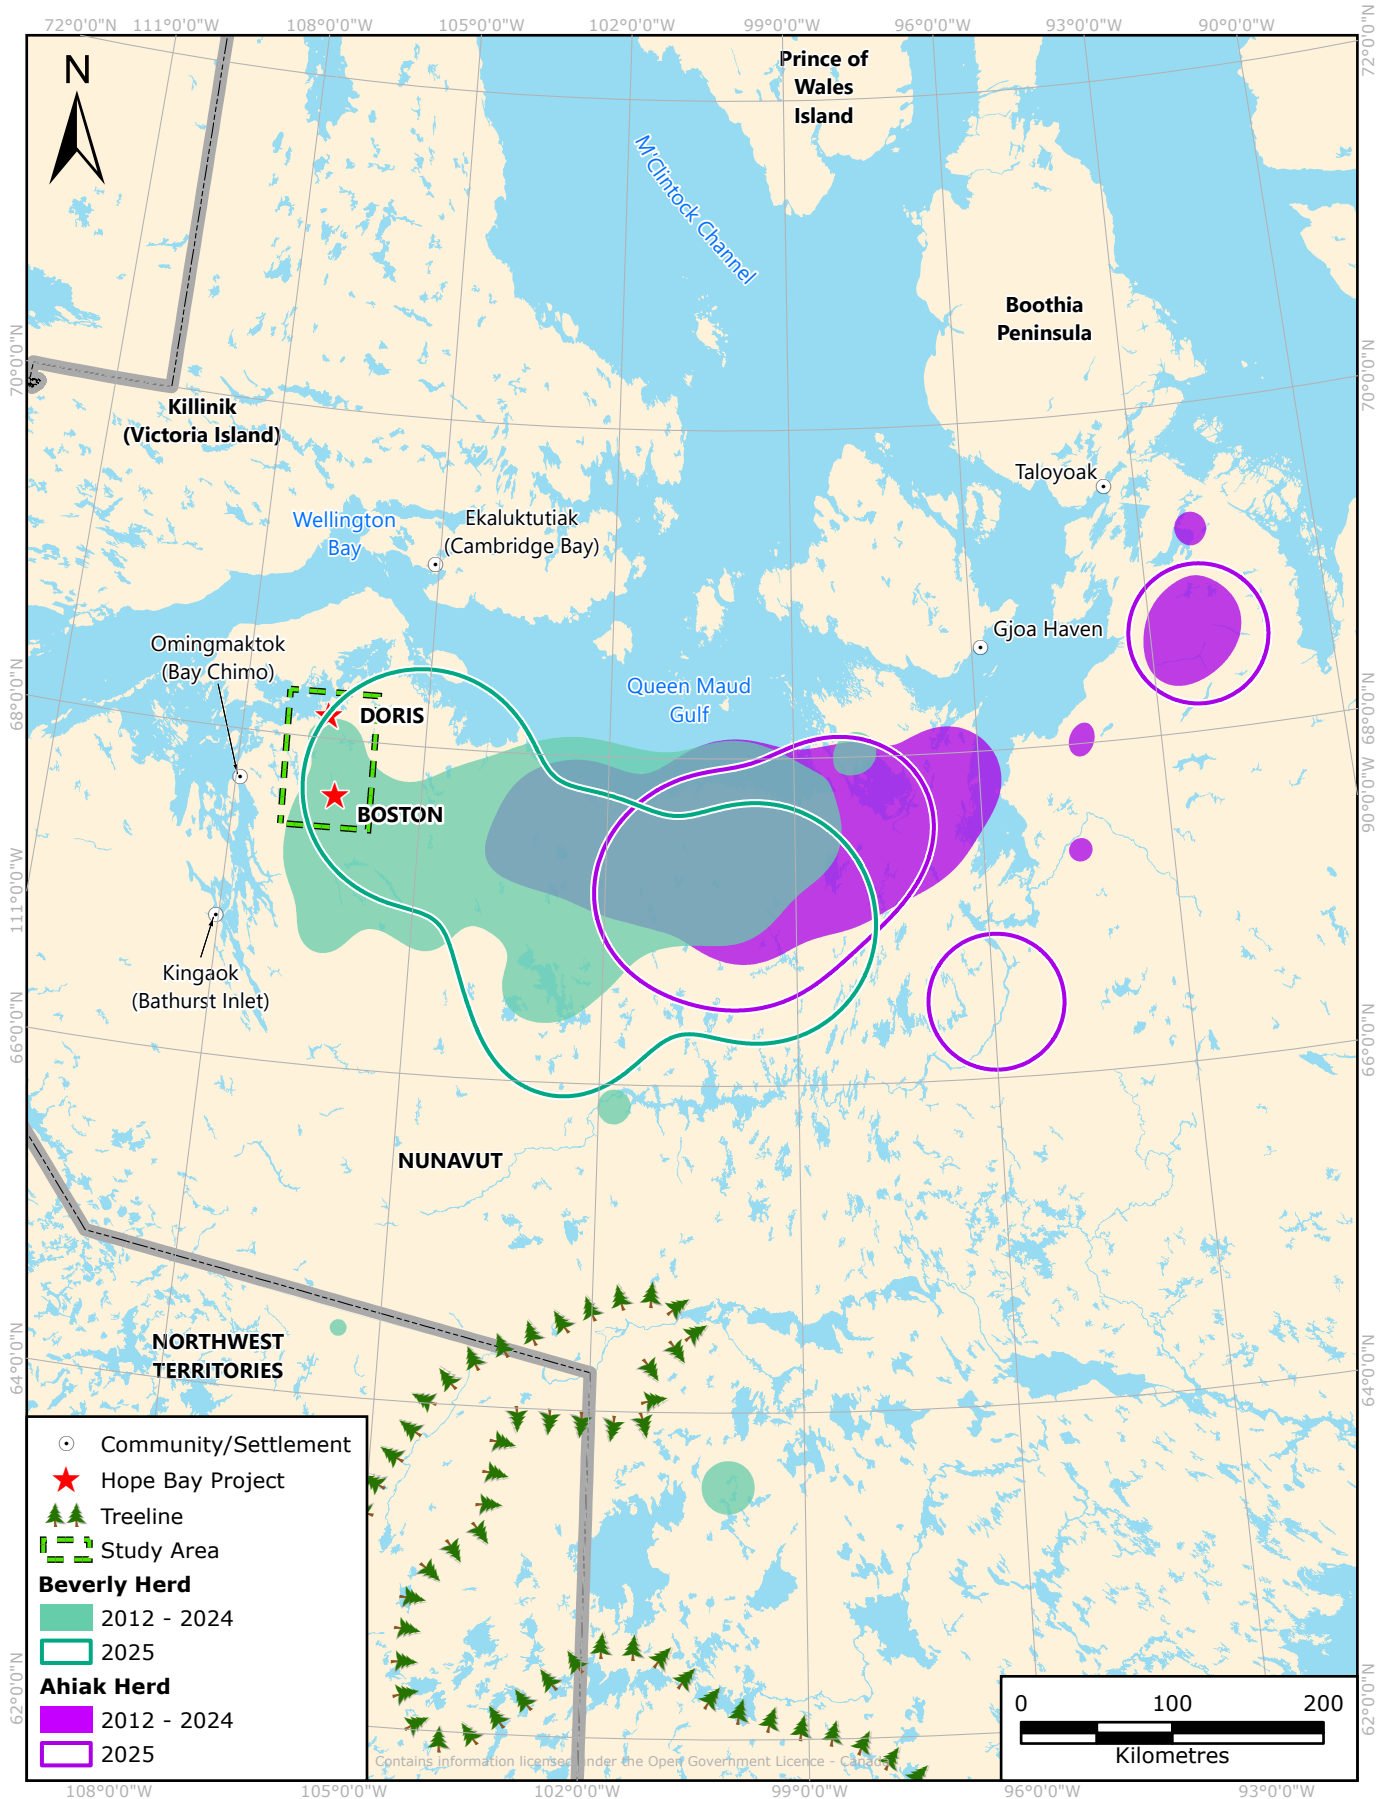 72°0'0"N 111°0'0"W 108°0'0"W 105°0'0"W 102°0'0"W 99°0'0"W 96°0'0"W 93°0'0"W 90°0'0"W
72°0'0"N
N
Prince of
Wales
Island
M'Clintock Channel
Boothia
Peninsula
70°0'0"N
70°0'0"N
Killinik
(Victoria Island)
Taloyoak
Wellington
Bay
Ekaluktutiak
(Cambridge Bay)
Omingmaktok
(Bay Chimo)
Gjoa Haven
68°0'0"N
68°0'0"N
Queen Maud
Gulf
DORIS
BOSTON
90°0'0"W
111°0'0"W
Kingaok
(Bathurst Inlet)
66°0'0"N
66°0'0"N
NUNAVUT
NORTHWEST
TERRITORIES
64°0'0"N
64°0'0"N
Community/Settlement
Hope Bay Project
Treeline
Study Area
Beverly Herd
2012 - 2024
2025
Ahiak Herd
2012 - 2024
2025
62°0'0"N
62°0'0"N
0 100 200
Kilometres
Contains information licensed under the Open Government Licence - Canada
108°0'0"W 105°0'0"W 102°0'0"W 99°0'0"W 96°0'0"W 93°0'0"W